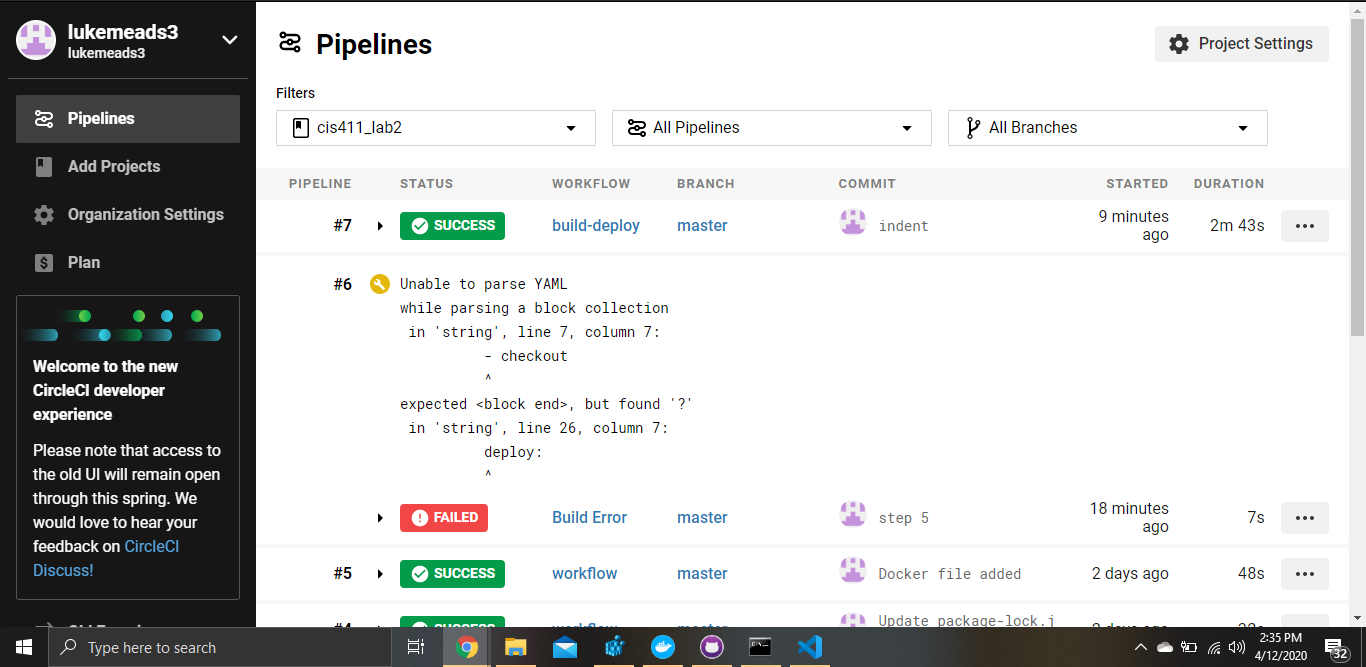 lukemeads3
lukemeads3
Pipelines
Add Projects
Organization Settings
Plan
Welcome to the new
CircleCI developer
experience
Please note that access to
the old UI will remain open
through this spring. We
would love to hear your
feedback on CircleCI
Discuss!
Pipelines
Project Settings
Filters
cis411_lab2
All Pipelines
All Branches
PIPELINE STATUS WORKFLOW BRANCH COMMIT STARTED DURATION
#7 SUCCESS build-deploy master indent 9 minutes ago 2m 43s
#6
Unable to parse YAML
while parsing a block collection
in 'string', line 7, column 7:
- checkout
^
expected <block end>, but found '?'
in 'string', line 26, column 7:
deploy:
^
FAILED Build Error master step 5 18 minutes ago 7s
#5 SUCCESS workflow master Docker file added 2 days ago 48s
Update package-lock.j
Type here to search
2:35 PM
4/12/2020
32